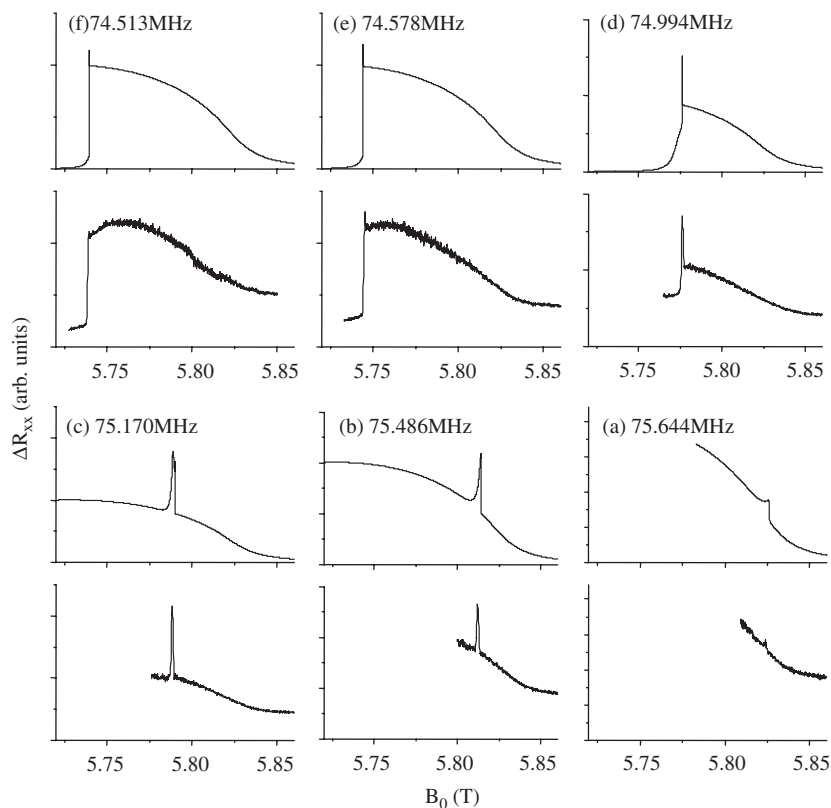 (f)74.513MHz
(e) 74.578MHz
(d) 74.994MHz
5.75 5.80 5.85
5.75 5.80 5.85
5.75 5.80 5.85
ΔRxx (arb. units)
(c) 75.170MHz
(b) 75.486MHz
(a) 75.644MHz
5.75 5.80 5.85
5.75 5.80 5.85
5.75 5.80 5.85
B0 (T)